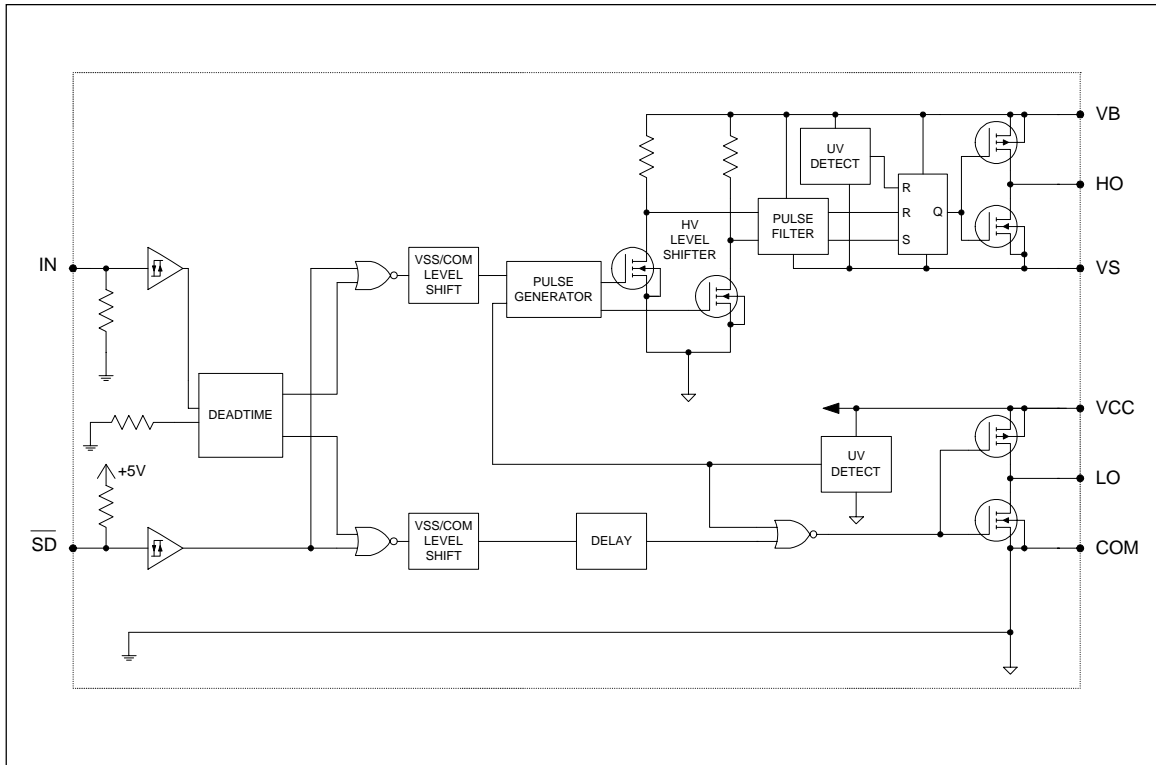 VB
UV
DETECT
HO
R
R
Q
S
PULSE
FILTER
HV
LEVEL
SHIFTER
IN
VSS/COM
LEVEL
SHIFT
PULSE
GENERATOR
VS
DEADTIME
VCC
+5V
UV
DETECT
LO
SD
VSS/COM
LEVEL
SHIFT
DELAY
COM